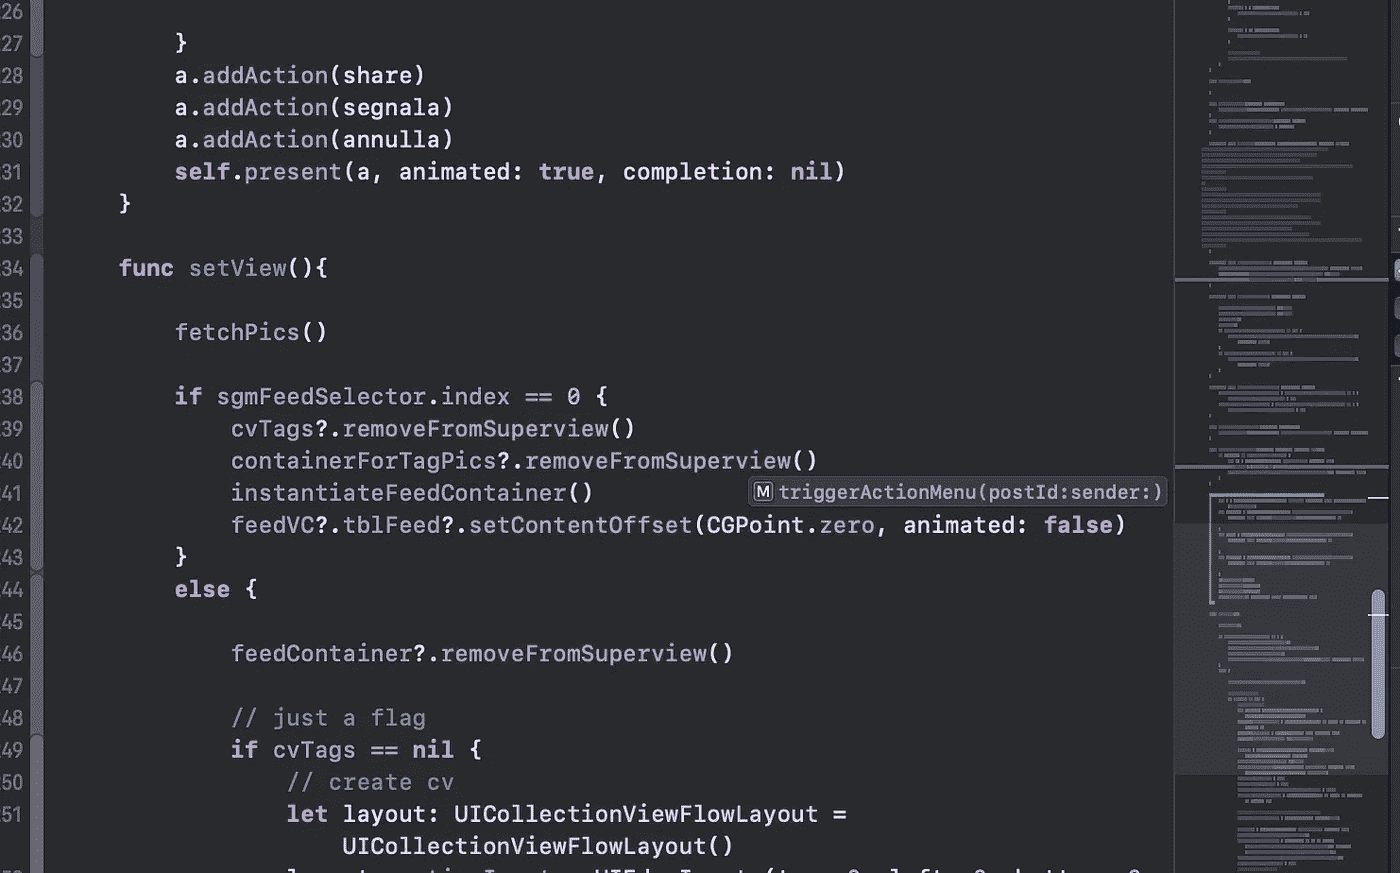 26
27 }
28 a.addAction(share)
29 a.addAction(segnala)
30 a.addAction(annulla)
31 self.present(a, animated: true, completion: nil)
32 }
33
34 func setView(){
35
36 fetchPics()
37
38 if sgmFeedSelector.index == 0 {
39 cvTags?.removeFromSuperview()
40 containerForTagPics?.removeFromSuperview()
41 instantiateFeedContainer()
M triggerActionMenu(postId:sender:)
42 feedVC?.tblFeed?.setContentOffset(CGPoint.zero, animated: false)
43 }
44 else {
45
46 feedContainer?.removeFromSuperview()
47
48 // just a flag
49 if cvTags == nil {
50 // create cv
51 let layout: UICollectionViewFlowLayout =
UICollectionViewFlowLayout()